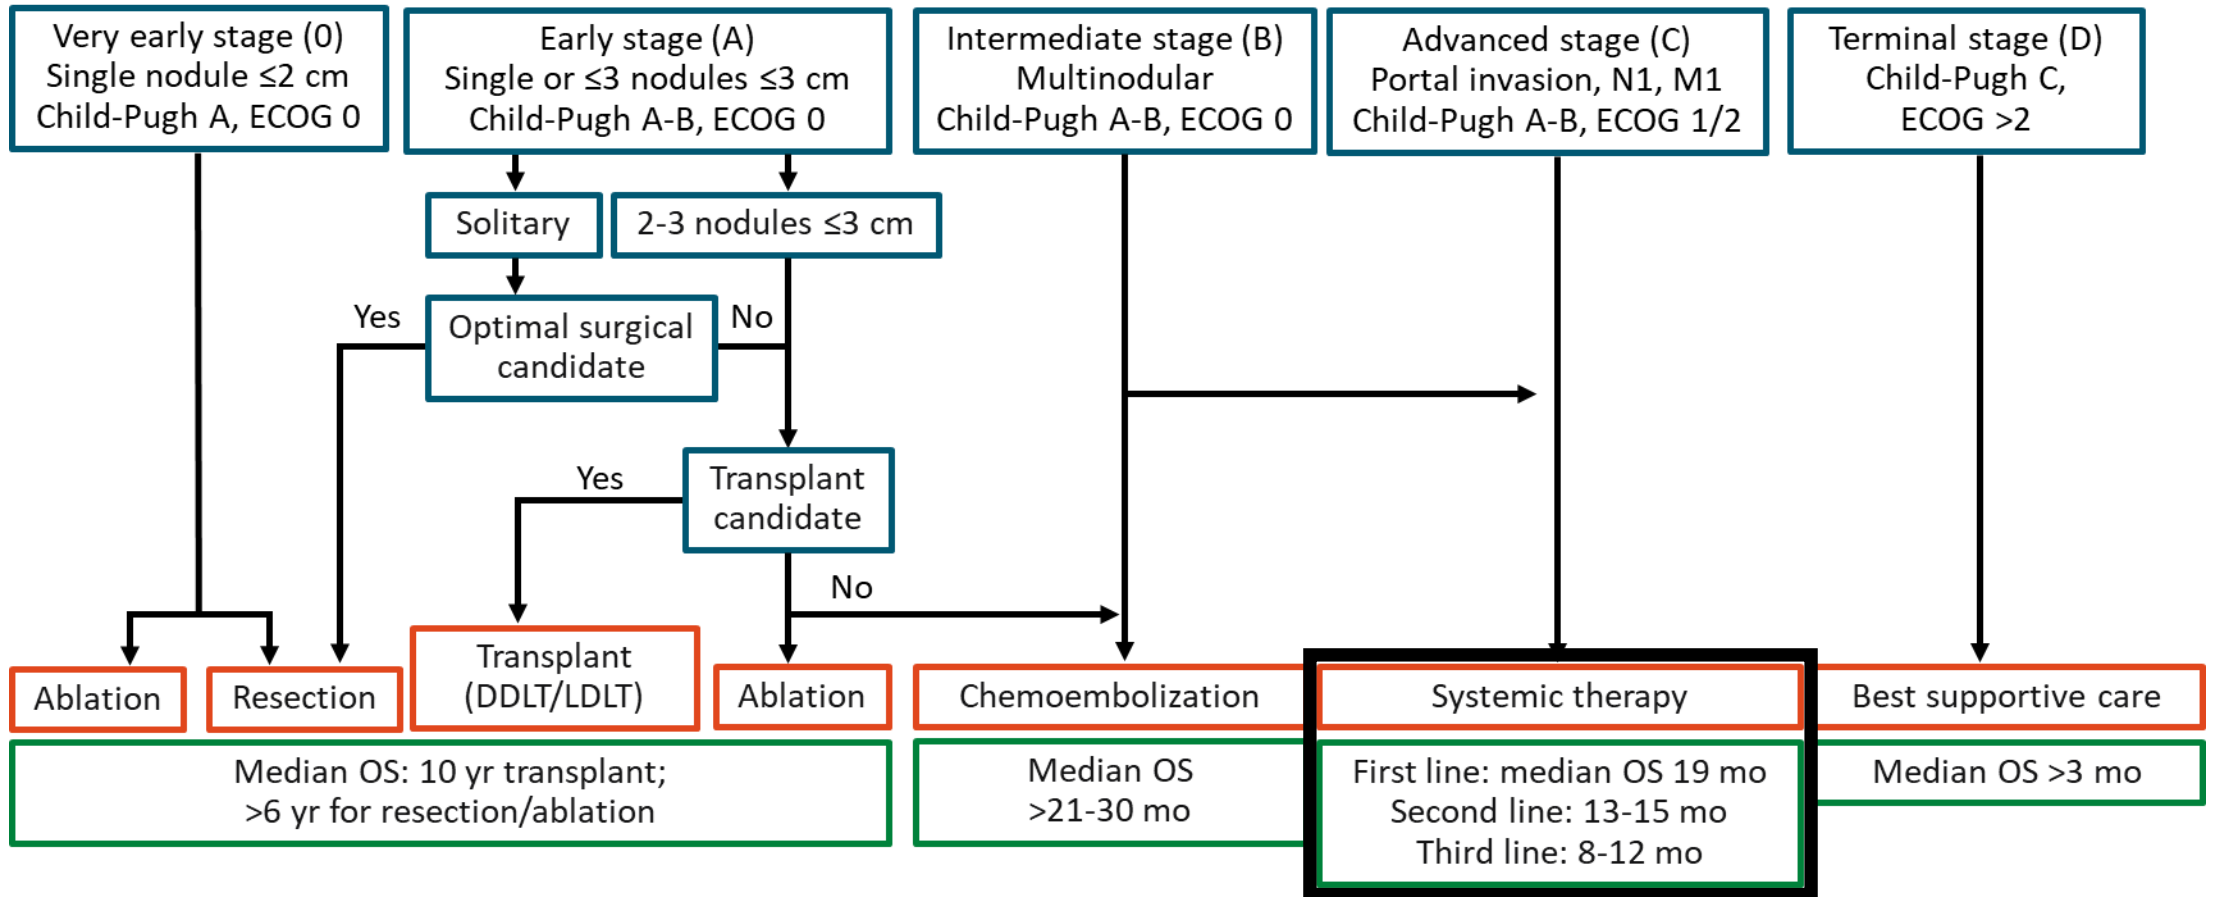 Very early stage (0)
Single nodule ≤2 cm
Child-Pugh A, ECOG 0
Early stage (A)
Single or ≤3 nodules ≤3 cm
Child-Pugh A-B, ECOG 0
Intermediate stage (B)
Multinodular
Child-Pugh A-B, ECOG 0
Advanced stage (C)
Portal invasion, N1, M1
Child-Pugh A-B, ECOG 1/2
Terminal stage (D)
Child-Pugh C,
ECOG >2
Solitary
2-3 nodules ≤3 cm
Yes
Optimal surgical
candidate
No
Yes
Transplant
candidate
No
Ablation
Resection
Transplant
(DDLT/LDLT)
Ablation
Chemoembolization
Systemic therapy
Best supportive care
Median OS: 10 yr transplant;
>6 yr for resection/ablation
Median OS
>21-30 mo
First line: median OS 19 mo
Second line: 13-15 mo
Third line: 8-12 mo
Median OS >3 mo